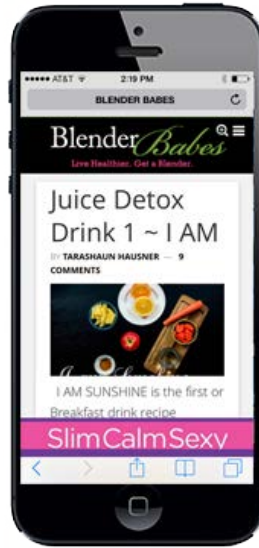 AT&T 2:19 PM
BLENDER BABES
Blender Babes
Live Healthier. Get a Blender.
Juice Detox
Drink 1 ~ I AM
BY TARASHAUN HAUSNER — 9
COMMENTS
I AM SUNSHINE is the first or
Breakfast drink recipe
SlimCalmSexy